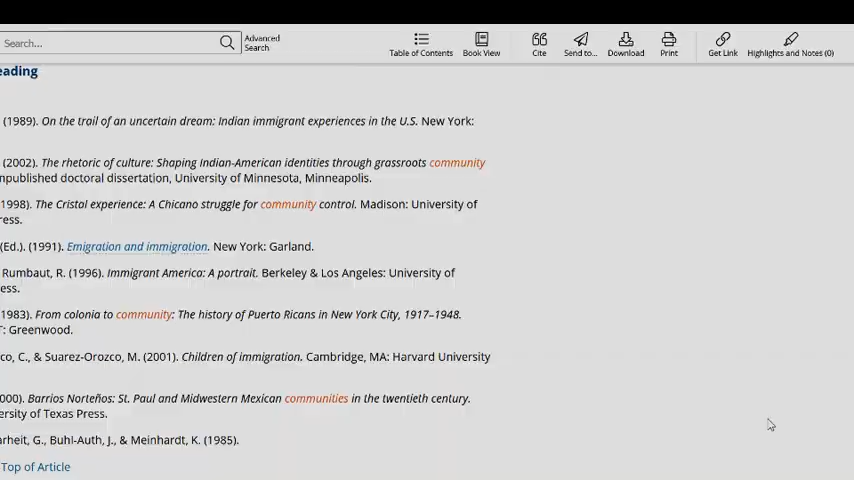 Search...
Advanced
Search
Table of Contents
Book View
Cite
Send to...
Download
Print
Get Link
Highlights and Notes (0)
eading
(1989). On the trail of an uncertain dream: Indian immigrant experiences in the U.S. New York:
(2002). The rhetoric of culture: Shaping Indian-American identities through grassroots community
npublished doctoral dissertation, University of Minnesota, Minneapolis.
1998). The Cristal experience: A Chicano struggle for community control. Madison: University of
ress.
(Ed.). (1991). Emigration and immigration. New York: Garland.
Rumbaut, R. (1996). Immigrant America: A portrait. Berkeley & Los Angeles: University of
ess.
1983). From colonia to community: The history of Puerto Ricans in New York City, 1917–1948.
T: Greenwood.
co, C., & Suarez-Orozco, M. (2001). Children of immigration. Cambridge, MA: Harvard University
000). Barrios Norteños: St. Paul and Midwestern Mexican communities in the twentieth century.
ersity of Texas Press.
arheit, G., Buhl-Auth, J., & Meinhardt, K. (1985).
Top of Article